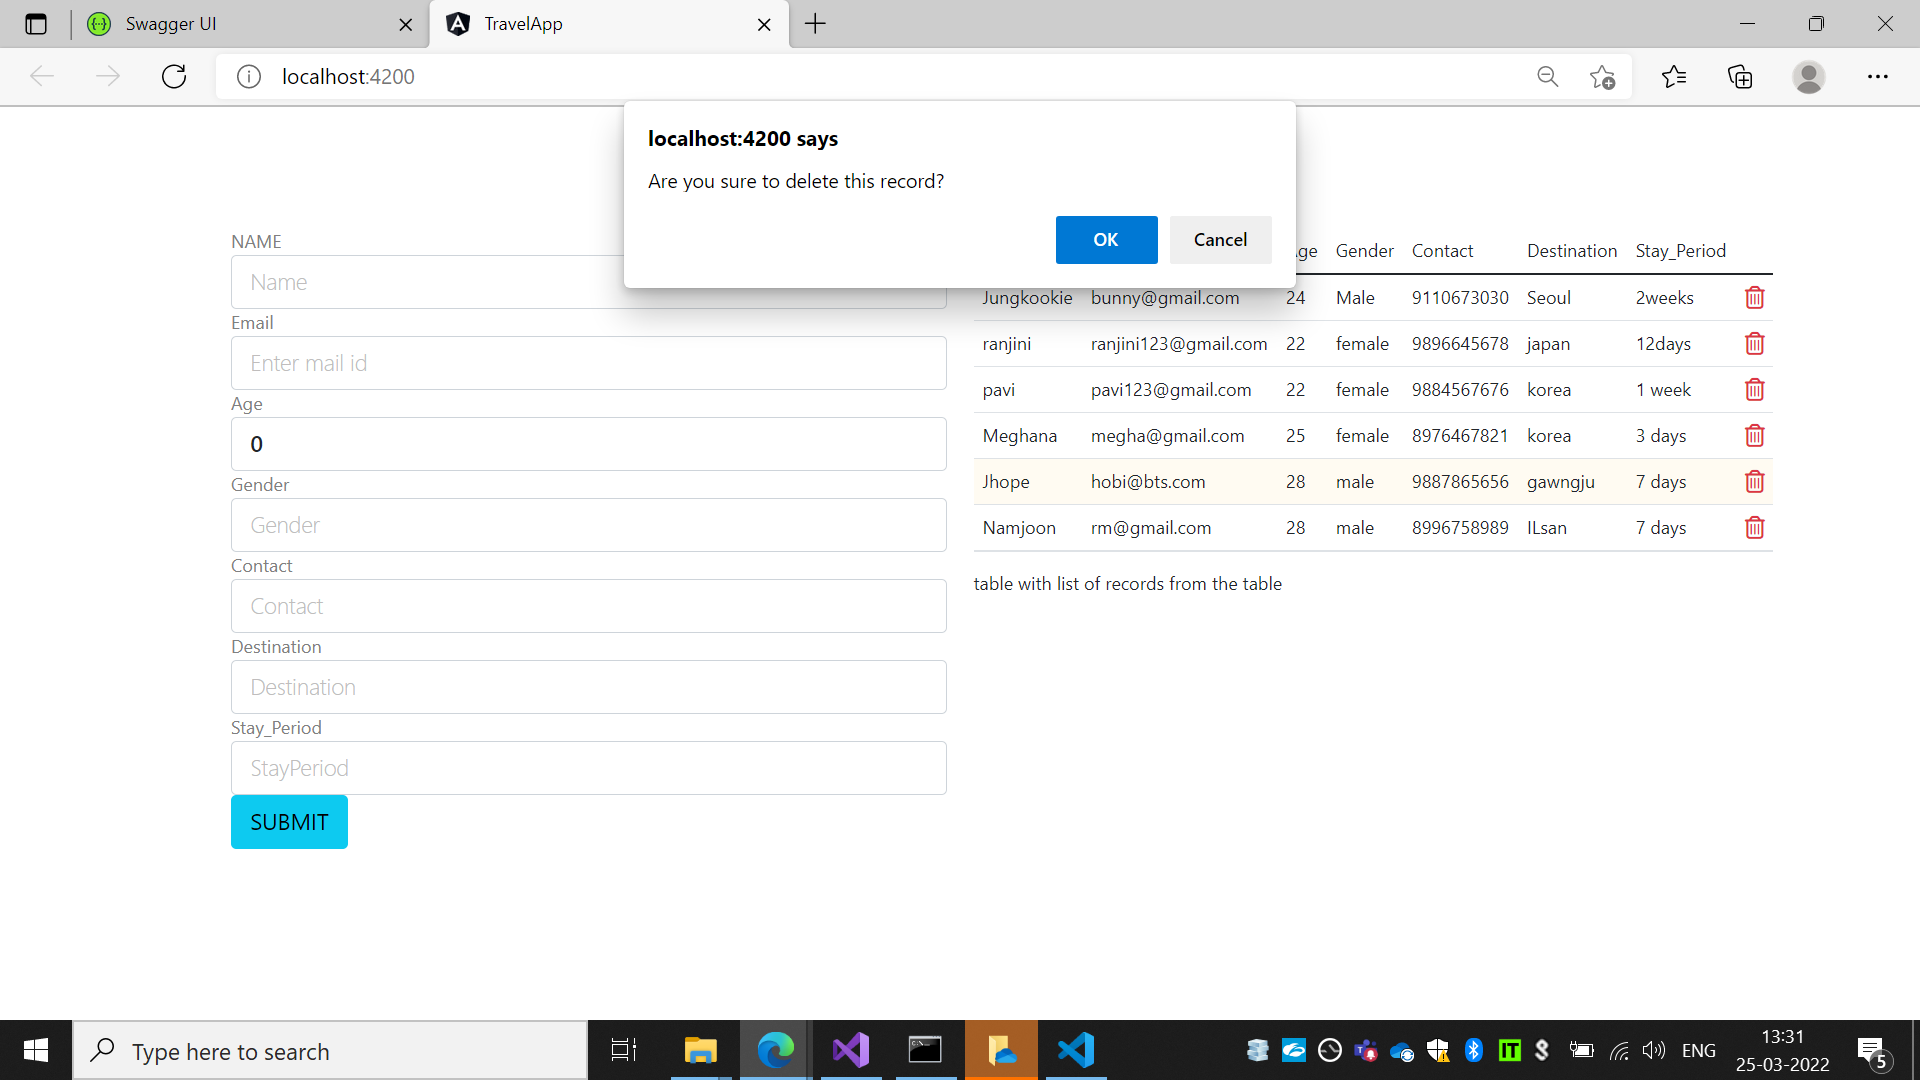 Swagger UI
TravelApp
localhost:4200
localhost:4200 says
Are you sure to delete this record?
OK
Cancel
NAME
Name
Email
Enter mail id
Age
0
Gender
Gender
Contact
Contact
Destination
Destination
Stay_Period
StayPeriod
SUBMIT
ge Gender Contact Destination Stay_Period
Jungkookie bunny@gmail.com 24 Male 9110673030 Seoul 2weeks
ranjini ranjini123@gmail.com 22 female 9896645678 japan 12days
pavi pavi123@gmail.com 22 female 9884567676 korea 1 week
Meghana megha@gmail.com 25 female 8976467821 korea 3 days
Jhope hobi@bts.com 28 male 9887865656 gawngju 7 days
Namjoon rm@gmail.com 28 male 8996758989 ILsan 7 days
table with list of records from the table
Type here to search
ENG
13:31
25-03-2022
5